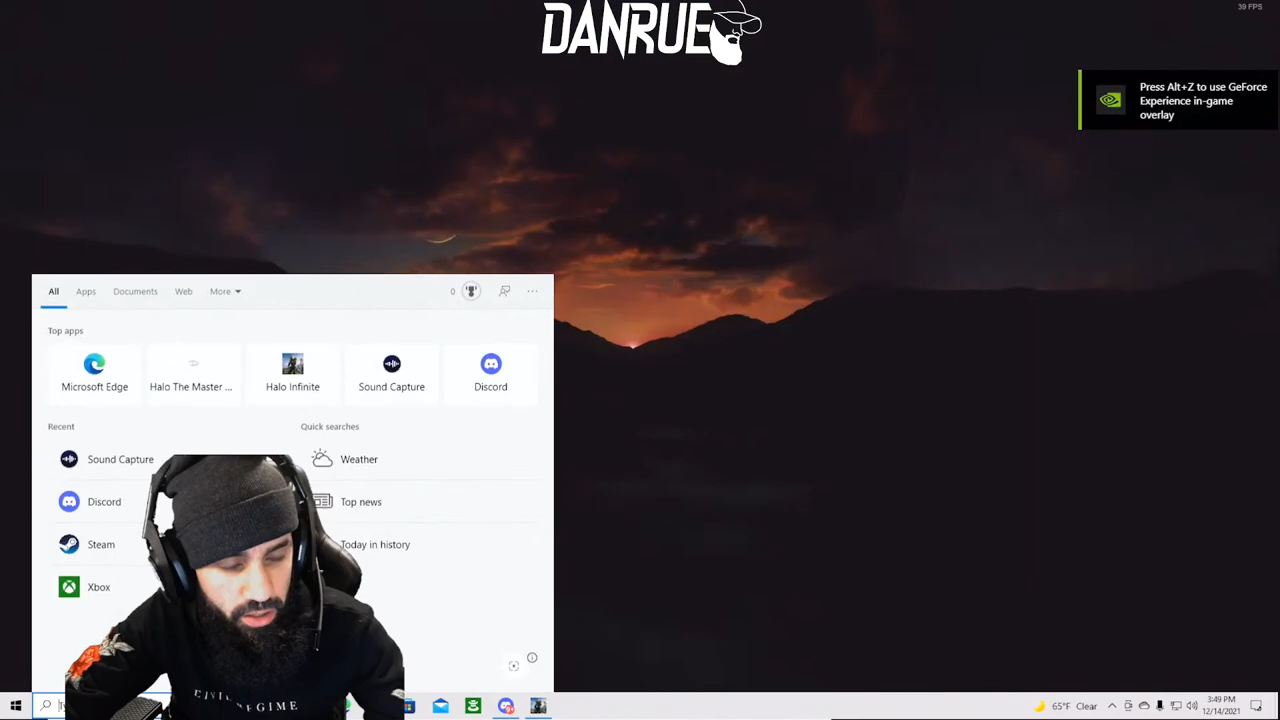 DANRUE
39 FPS
Press Alt+Z to use GeForce
Experience in-game
overlay
All Apps Documents Web More 0 ...
Top apps
Microsoft Edge Halo The Master ... Halo Infinite Sound Capture Discord
Recent Quick searches
Sound Capture Weather
Discord Top news
Steam Today in history
Xbox
REGIME
65°F Clear 3:49 PM
12/14/2021